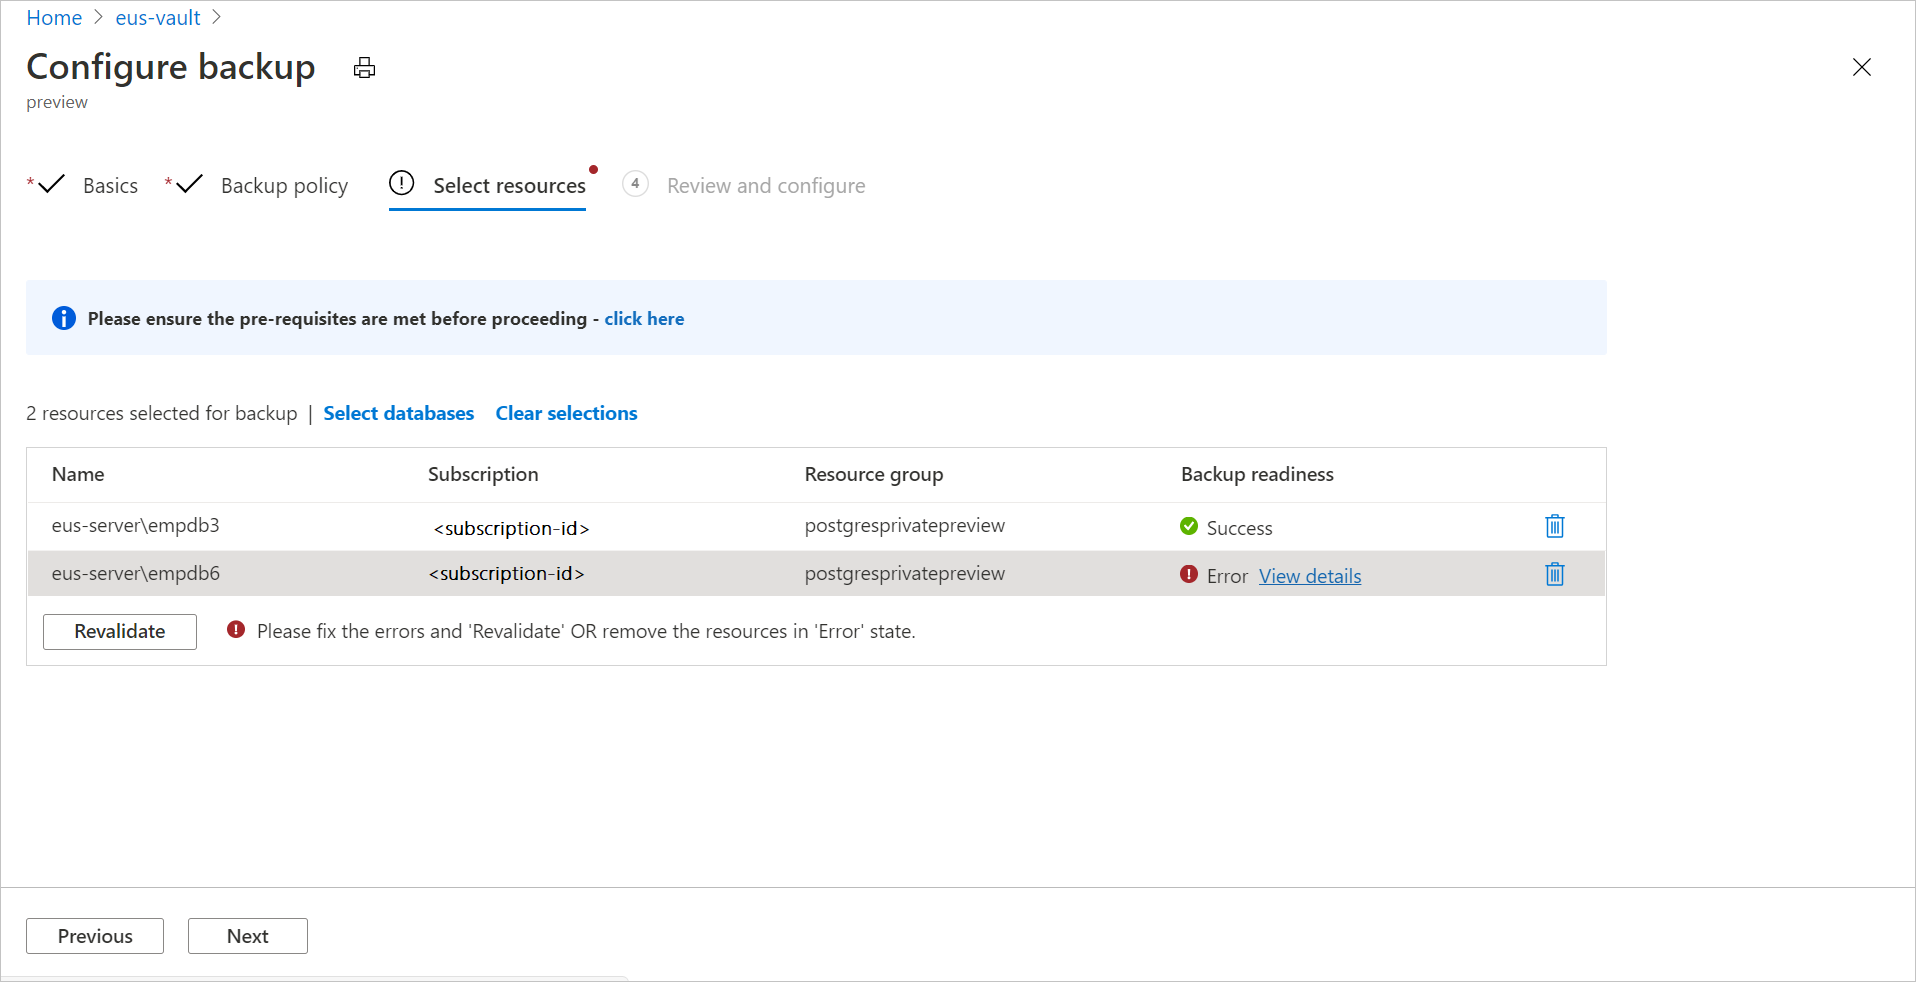 Home > eus-vault >
Configure backup
preview
* Basics * Backup policy Select resources 4 Review and configure
Please ensure the pre-requisites are met before proceeding - click here
2 resources selected for backup | Select databases Clear selections
Name Subscription Resource group Backup readiness
eus-server\empdb3 <subscription-id> postgresprivatepreview Success
eus-server\empdb6 <subscription-id> postgresprivatepreview Error View details
Revalidate Please fix the errors and 'Revalidate' OR remove the resources in 'Error' state.
Previous Next